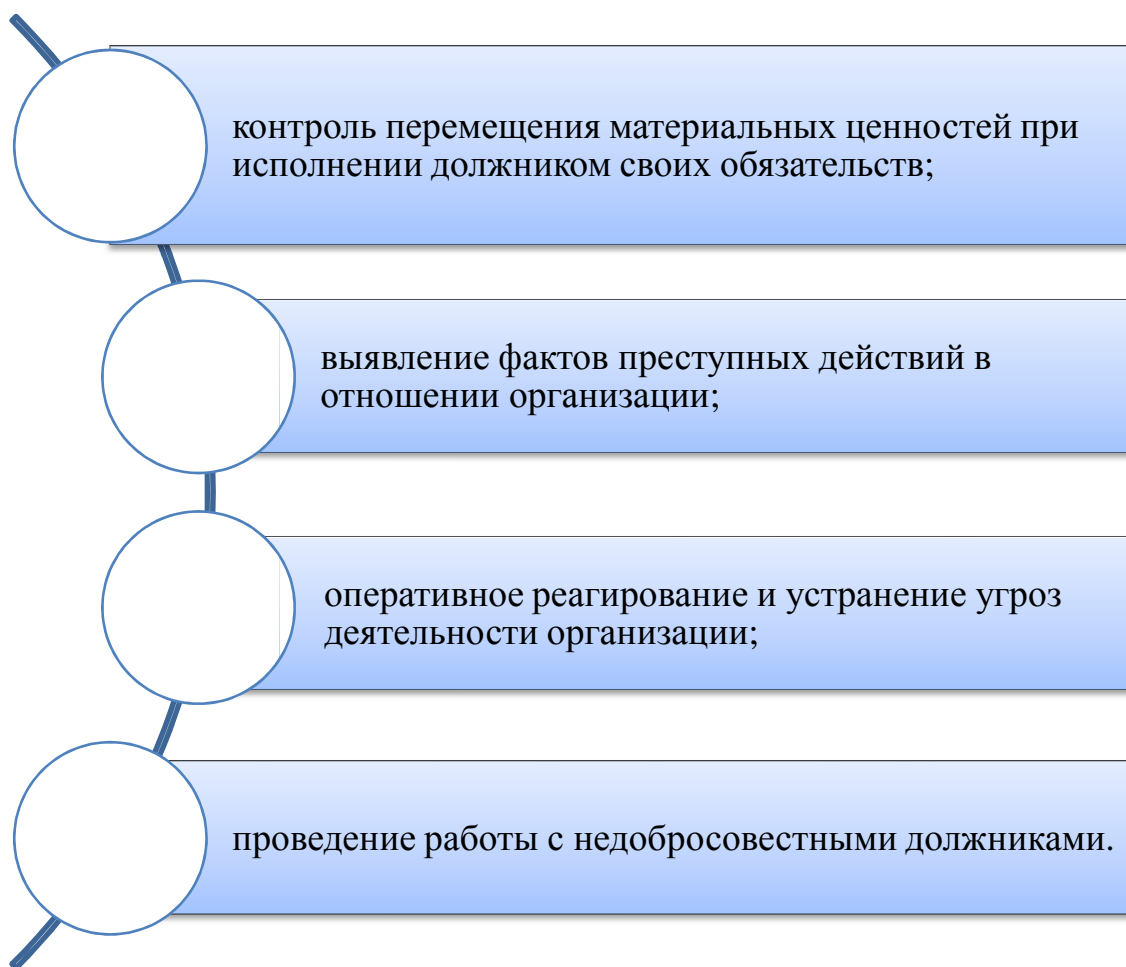 контроль перемещения материальных ценностей при
исполнении должником своих обязательств;
выявление фактов преступных действий в
отношении организации;
оперативное реагирование и устранение угроз
деятельности организации;
проведение работы с недобросовестными должниками.